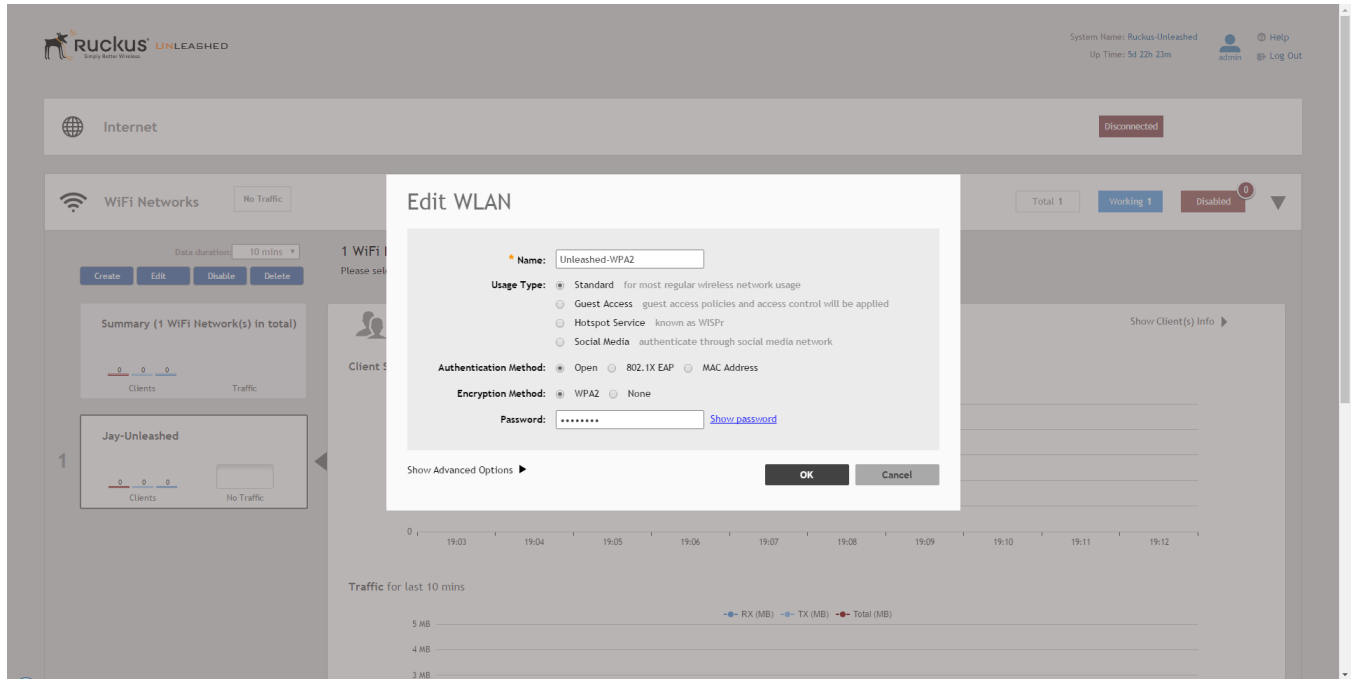 RUCKUS UNLEASHED
Simply Better Wireless.
System Name: Ruckus-Unleashed
Up Time: 5d 22h 23m
admin
Help
Log Out
Internet
Disconnected
WiFi Networks
No Traffic
Total 1
Working 1
Disabled
0
Data duration: 10 mins
1 WiFi
Create Edit Disable Delete
Please sel
Summary (1 WiFi Network(s) in total)
0 0 0
Clients Traffic
Show Client(s) Info
Client S
Jay-Unleashed
1
0 0 0
Clients No Traffic
Edit WLAN
* Name: Unleashed-WPA2
Usage Type: Standard for most regular wireless network usage
Guest Access guest access policies and access control will be applied
Hotspot Service known as WISPr
Social Media authenticate through social media network
Authentication Method: Open 802.1X EAP MAC Address
Encryption Method: WPA2 None
Password: •••••••• Show password
Show Advanced Options
OK Cancel
0
19:03 19:04 19:05 19:06 19:07 19:08 19:09 19:10 19:11 19:12
Traffic for last 10 mins
RX (MB) TX (MB) Total (MB)
5 MB
4 MB
3 MB